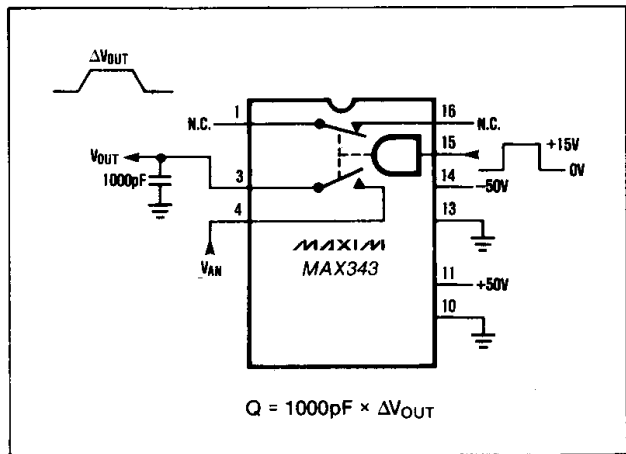 ΔVOUT
1
16
N.C.
N.C.
15
+15V
0V
VOUT
14
-50V
1000pF
3
13
4
MAXIM
MAX343
VAN
11
+50V
10
Q = 1000pF × ΔVOUT